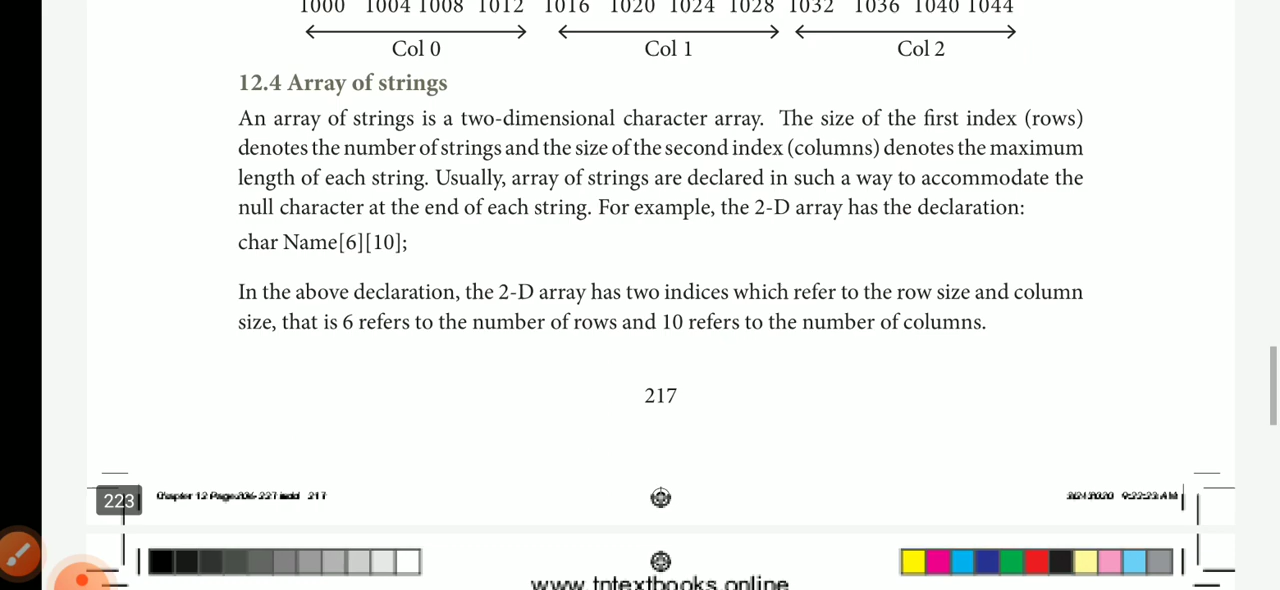 1000 1004 1008 1012 1016 1020 1024 1028 1032 1036 1040 1044
Col 0 Col 1 Col 2
12.4 Array of strings
An array of strings is a two-dimensional character array. The size of the first index (rows)
denotes the number of strings and the size of the second index (columns) denotes the maximum
length of each string. Usually, array of strings are declared in such a way to accommodate the
null character at the end of each string. For example, the 2-D array has the declaration:
char Name[6][10];
In the above declaration, the 2-D array has two indices which refer to the row size and column
size, that is 6 refers to the number of rows and 10 refers to the number of columns.
217
223
Chapter 12 Page 217
www.tntextbooks.online